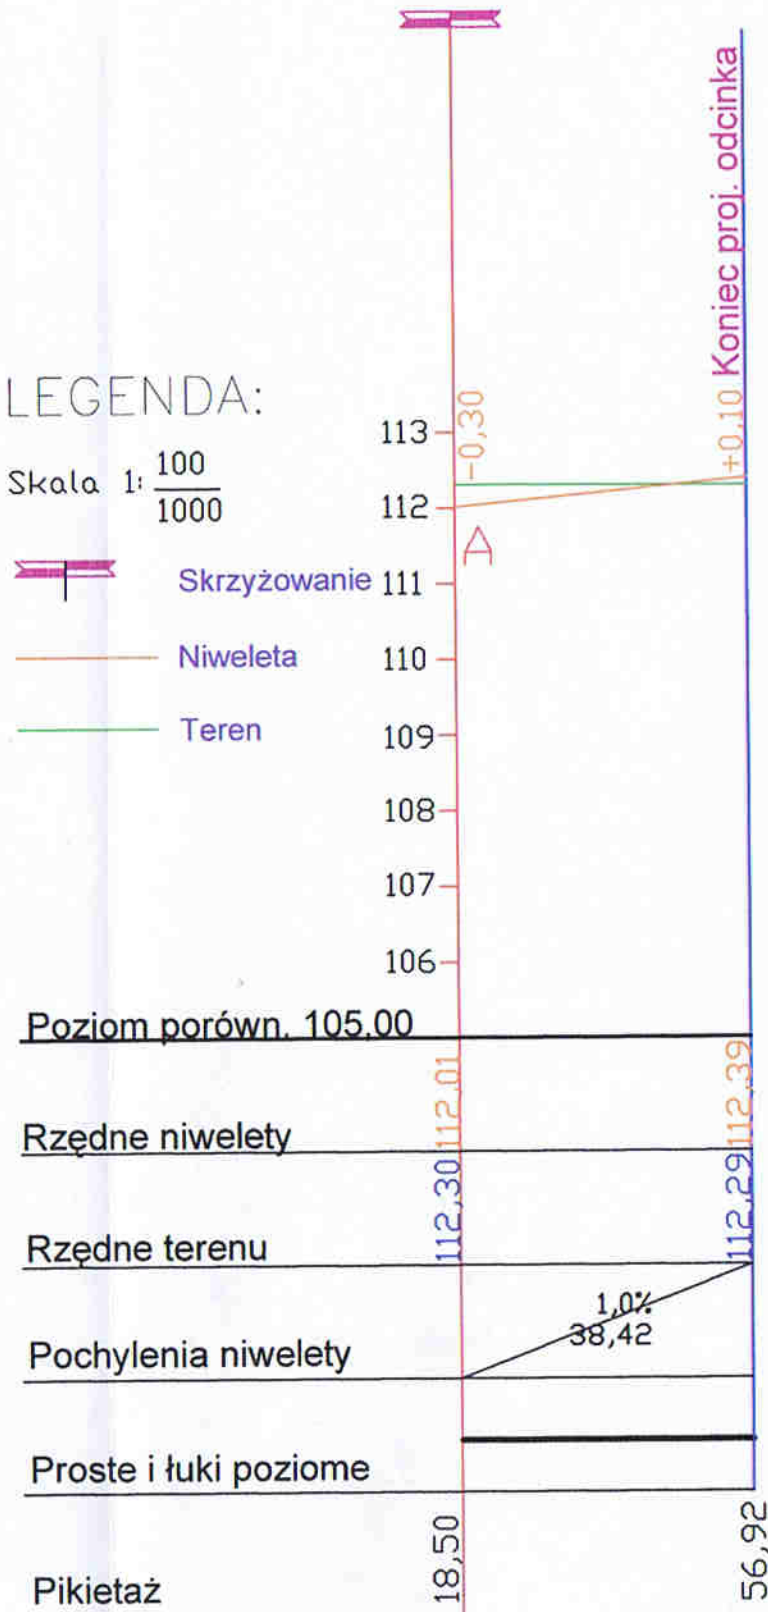 Koniec proj. odcinka
LEGENDA:
Skala 1: 100
1000
Skrzyżowanie
Niweleta
Teren
-0,30
+0,10
113
112
A
111
110
109
108
107
106
Poziom porówn. 105,00
Rzędne niwelety
112,01
112,39
Rzędne terenu
112,30
112,29
Pochylenia niwelety
1,0%
38,42
Proste i łuki poziome
Pikietaż
18,50
56,92